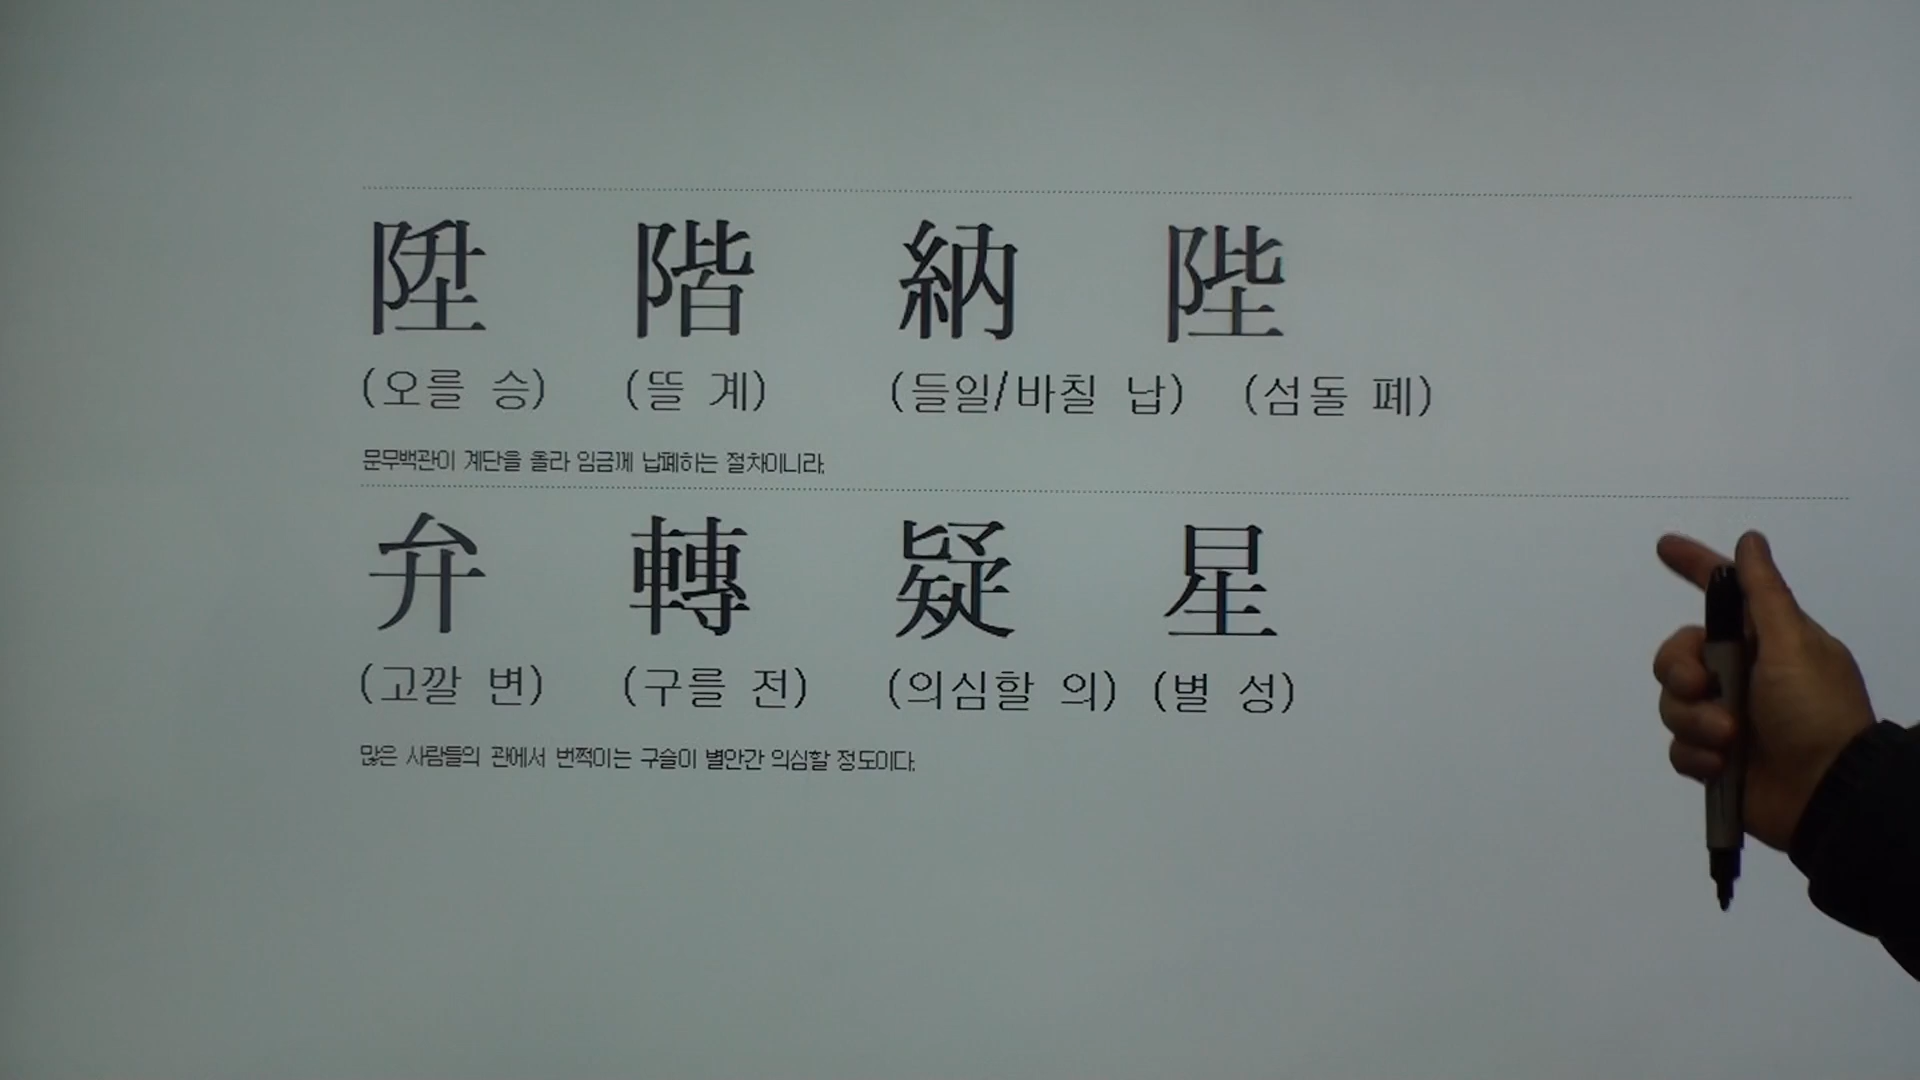 陞 階 納 陛
(오를 승) (뜰 계) (들일/바칠 납) (섬돌 폐)
문무백관이 계단을 올라 임금께 납폐하는 절차이니라.
弁 轉 疑 星
(고깔 변) (구를 전) (의심할 의) (별 성)
많은 사람들의 관에서 번쩍이는 구슬이 별안간 의심할 정도이다.